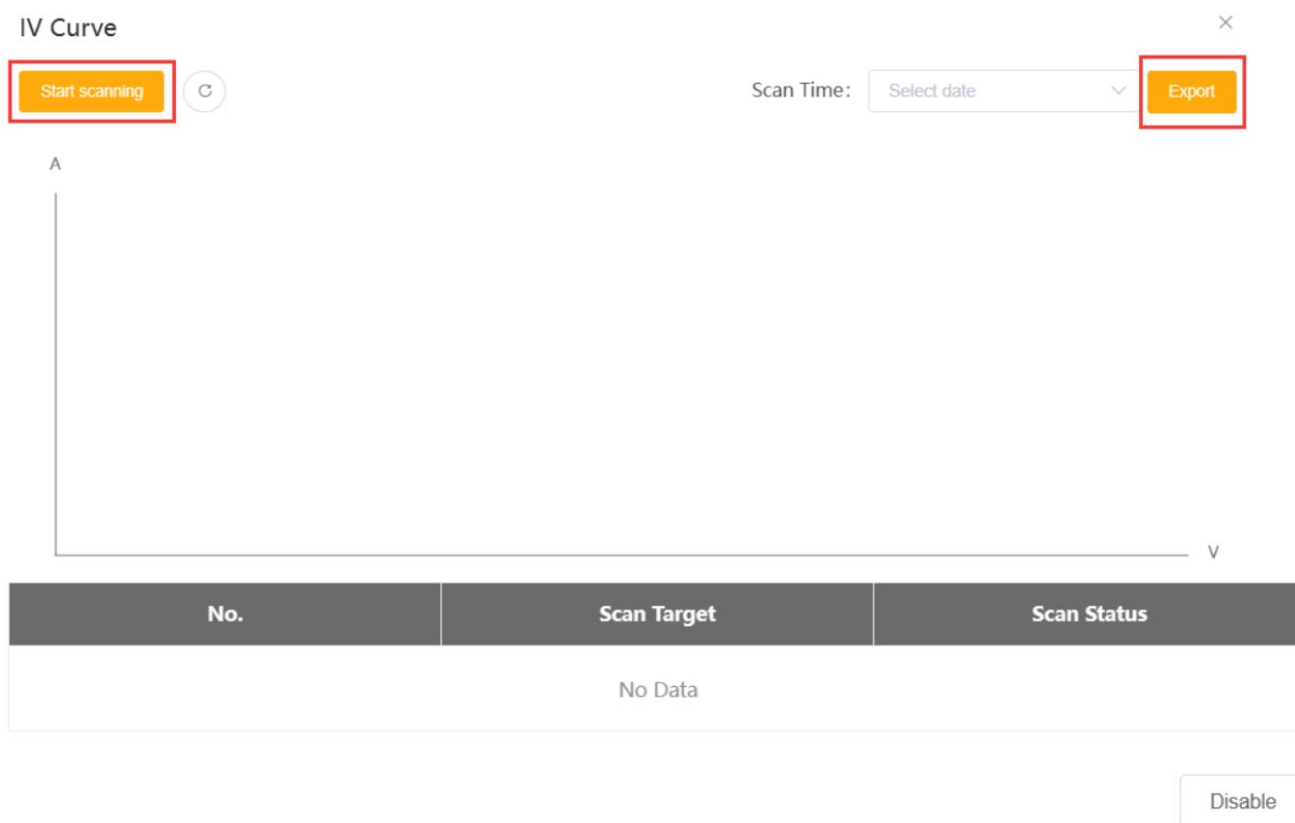 IV Curve
Start scanning
Scan Time:
Select date
Export
A
V
No.
Scan Target
Scan Status
No Data
Disable